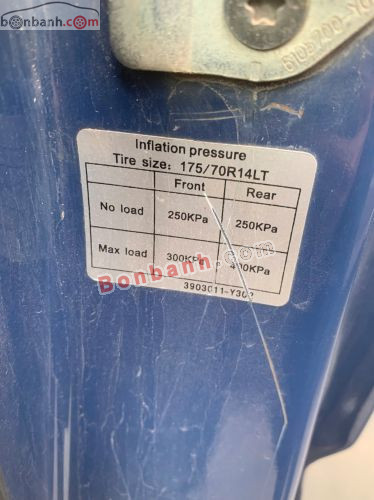 bonbanh.com
Inflation pressure
Tire size: 175/70R14LT
Front Rear
No load 250KPa 250KPa
Max load 300KPa 400KPa
Bonbanh.com
3903011-Y302